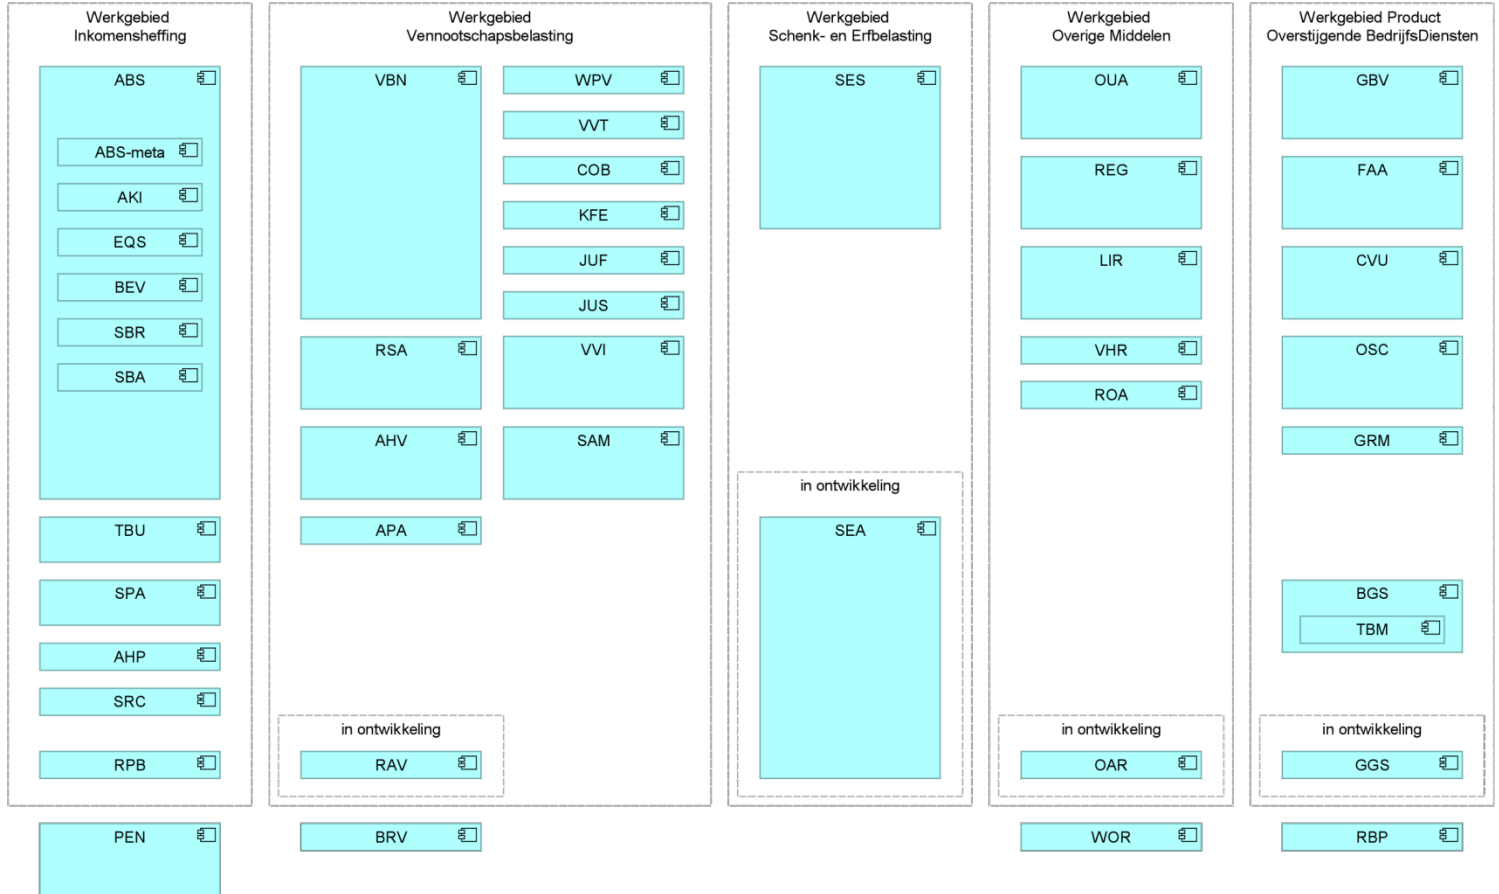 Werkgebied
Inkomensheffing
ABS
ABS-meta
AKI
EQS
BEV
SBR
SBA
TBU
SPA
AHP
SRC
RPB
PEN
Werkgebied
Vennootschapsbelasting
VBN
RSA
AHV
APA
WPV
VVT
COB
KFE
JUF
JUS
VVI
SAM
in ontwikkeling
RAV
BRV
Werkgebied
Schenk- en Erfbelasting
SES
in ontwikkeling
SEA
Werkgebied
Overige Middelen
OUA
REG
LIR
VHR
ROA
in ontwikkeling
OAR
WOR
Werkgebied Product
Overstijgende BedrijfsDiensten
GBV
FAA
CVU
OSC
GRM
BGS
TBM
in ontwikkeling
GGS
RBP